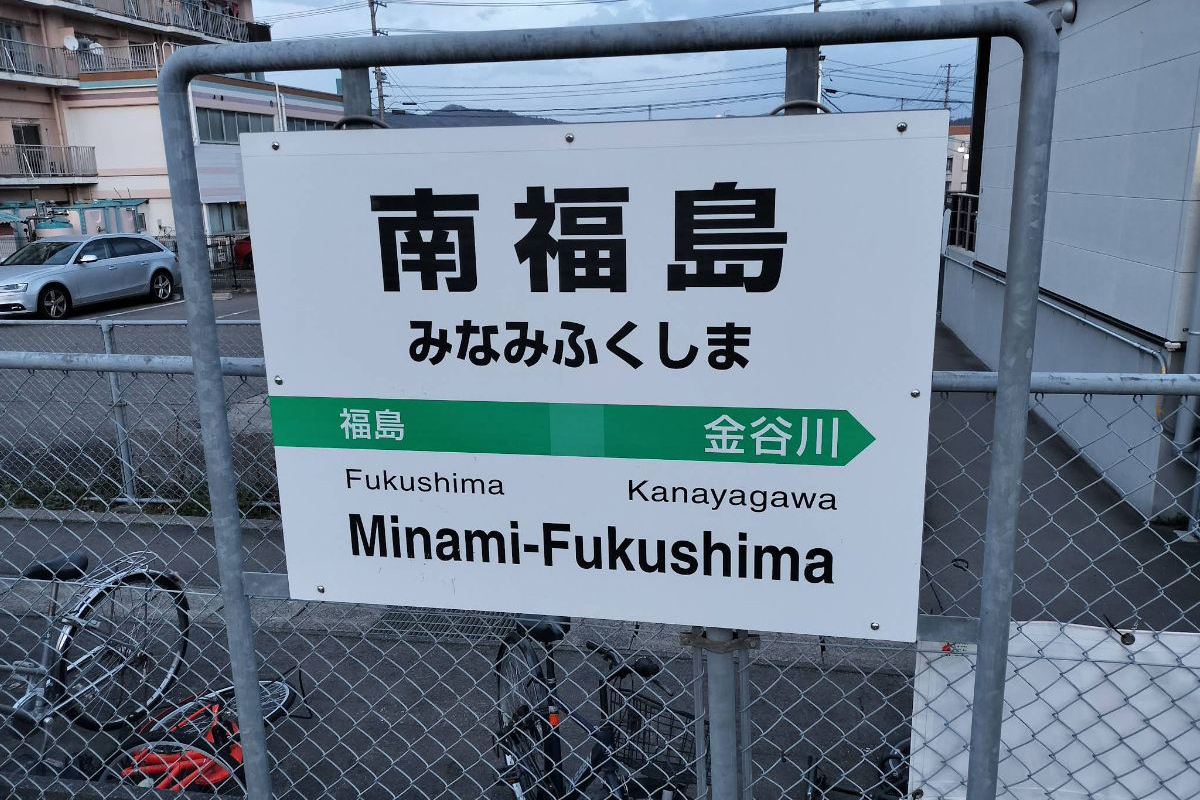 南福島
みなみふくしま
福島 金谷川
Fukushima Kanayagawa
Minami-Fukushima